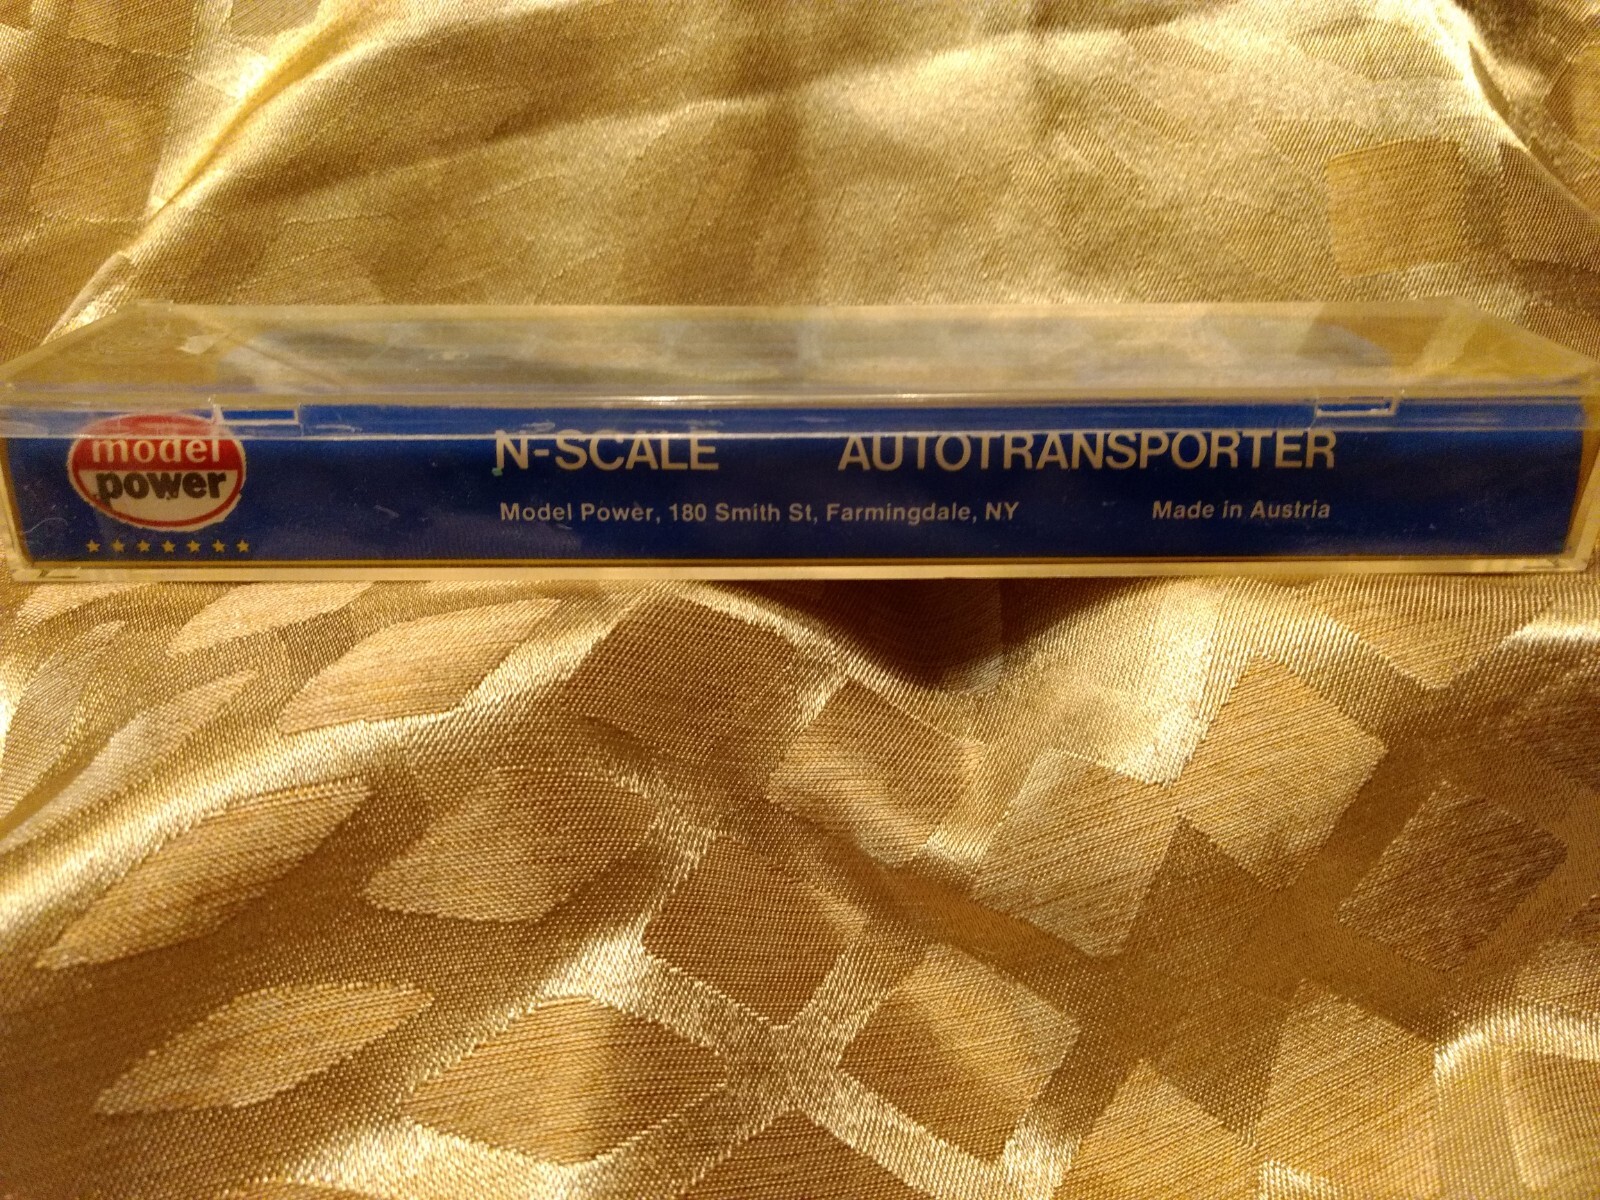 model
power
N-SCALE AUTOTRANSPORTER
Model Power, 180 Smith St, Farmingdale, NY Made in Austria